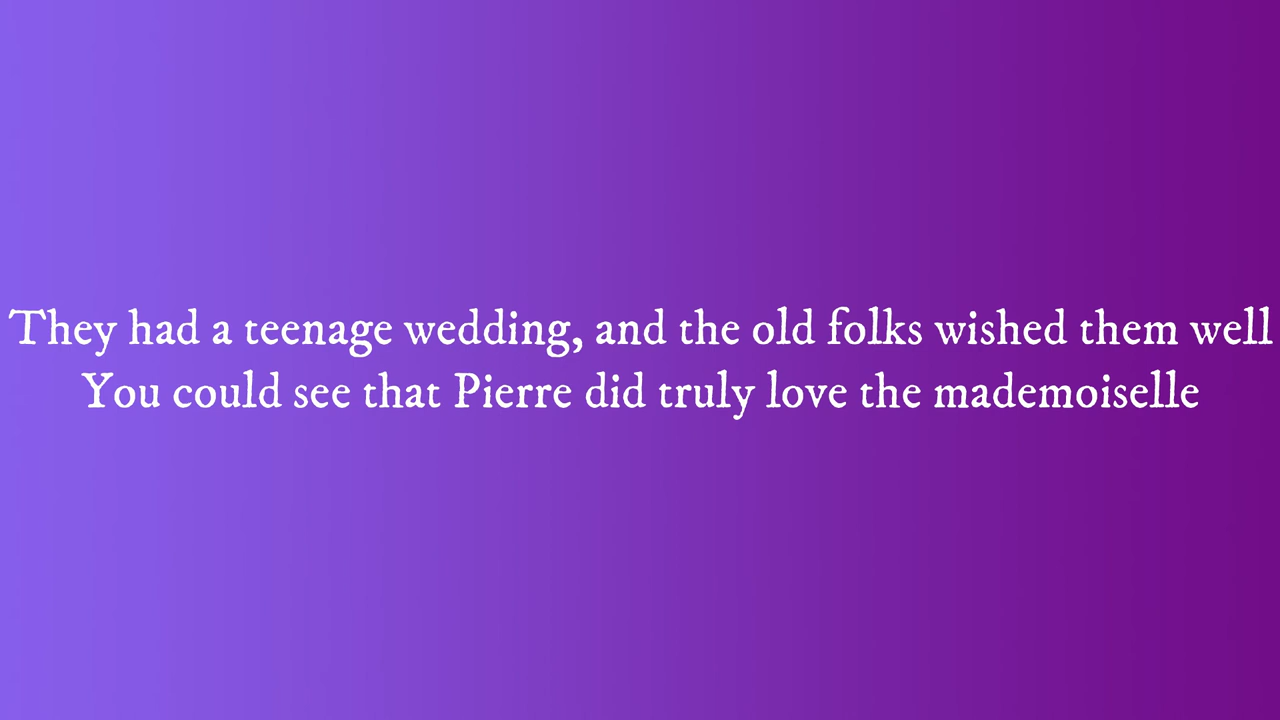 They had a teenage wedding, and the old folks wished them well
You could see that Pierre did truly love the mademoiselle